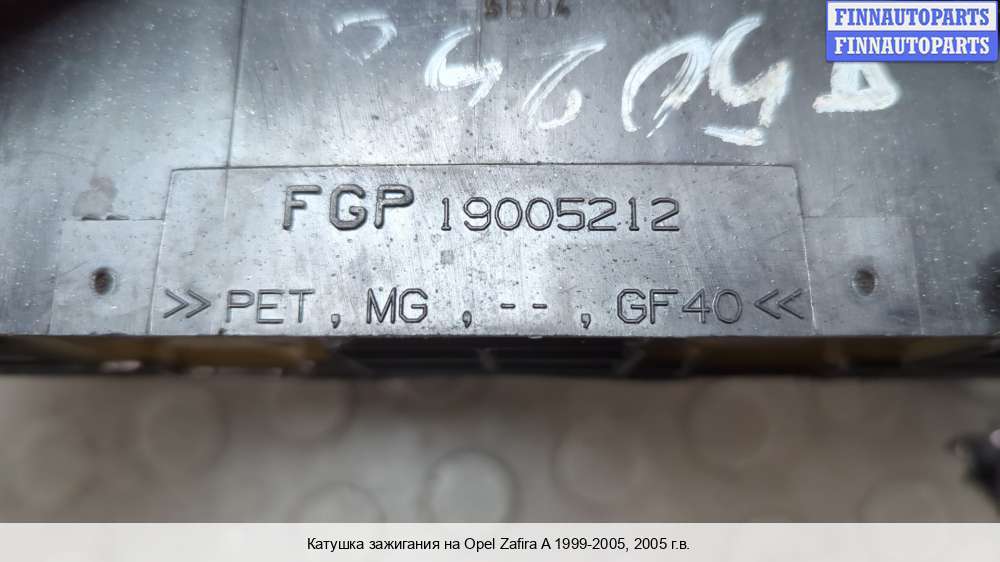 FINNAUTOPARTS
FINNAUTOPARTS
FGP 19005212
>> PET , MG , - - , GF40 <<
Катушка зажигания на Opel Zafira A 1999-2005, 2005 г.в.